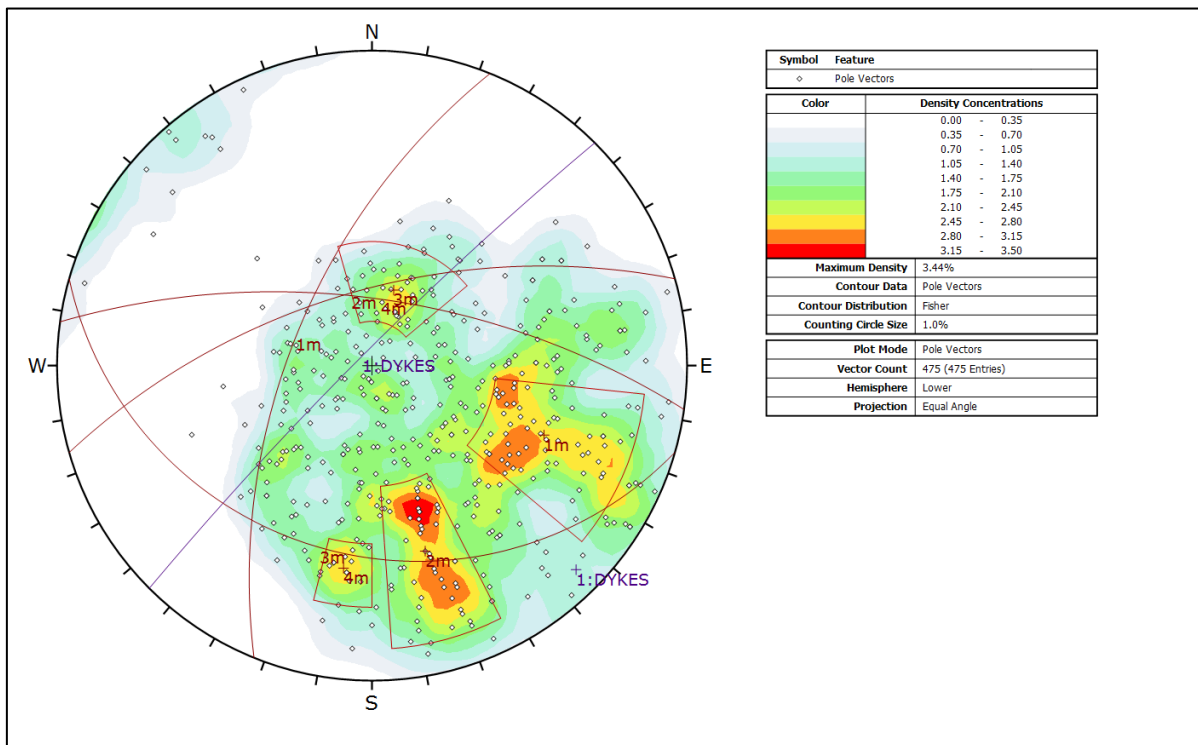 N
W
E
S
2m
3m
4m
1m
1:DYKES
1m
3m
4m
2m
1:DYKES
Symbol Feature
Pole Vectors
Color Density Concentrations
0.00 - 0.35
0.35 - 0.70
0.70 - 1.05
1.05 - 1.40
1.40 - 1.75
1.75 - 2.10
2.10 - 2.45
2.45 - 2.80
2.80 - 3.15
3.15 - 3.50
Maximum Density 3.44%
Contour Data Pole Vectors
Contour Distribution Fisher
Counting Circle Size 1.0%
Plot Mode Pole Vectors
Vector Count 475 (475 Entries)
Hemisphere Lower
Projection Equal Angle